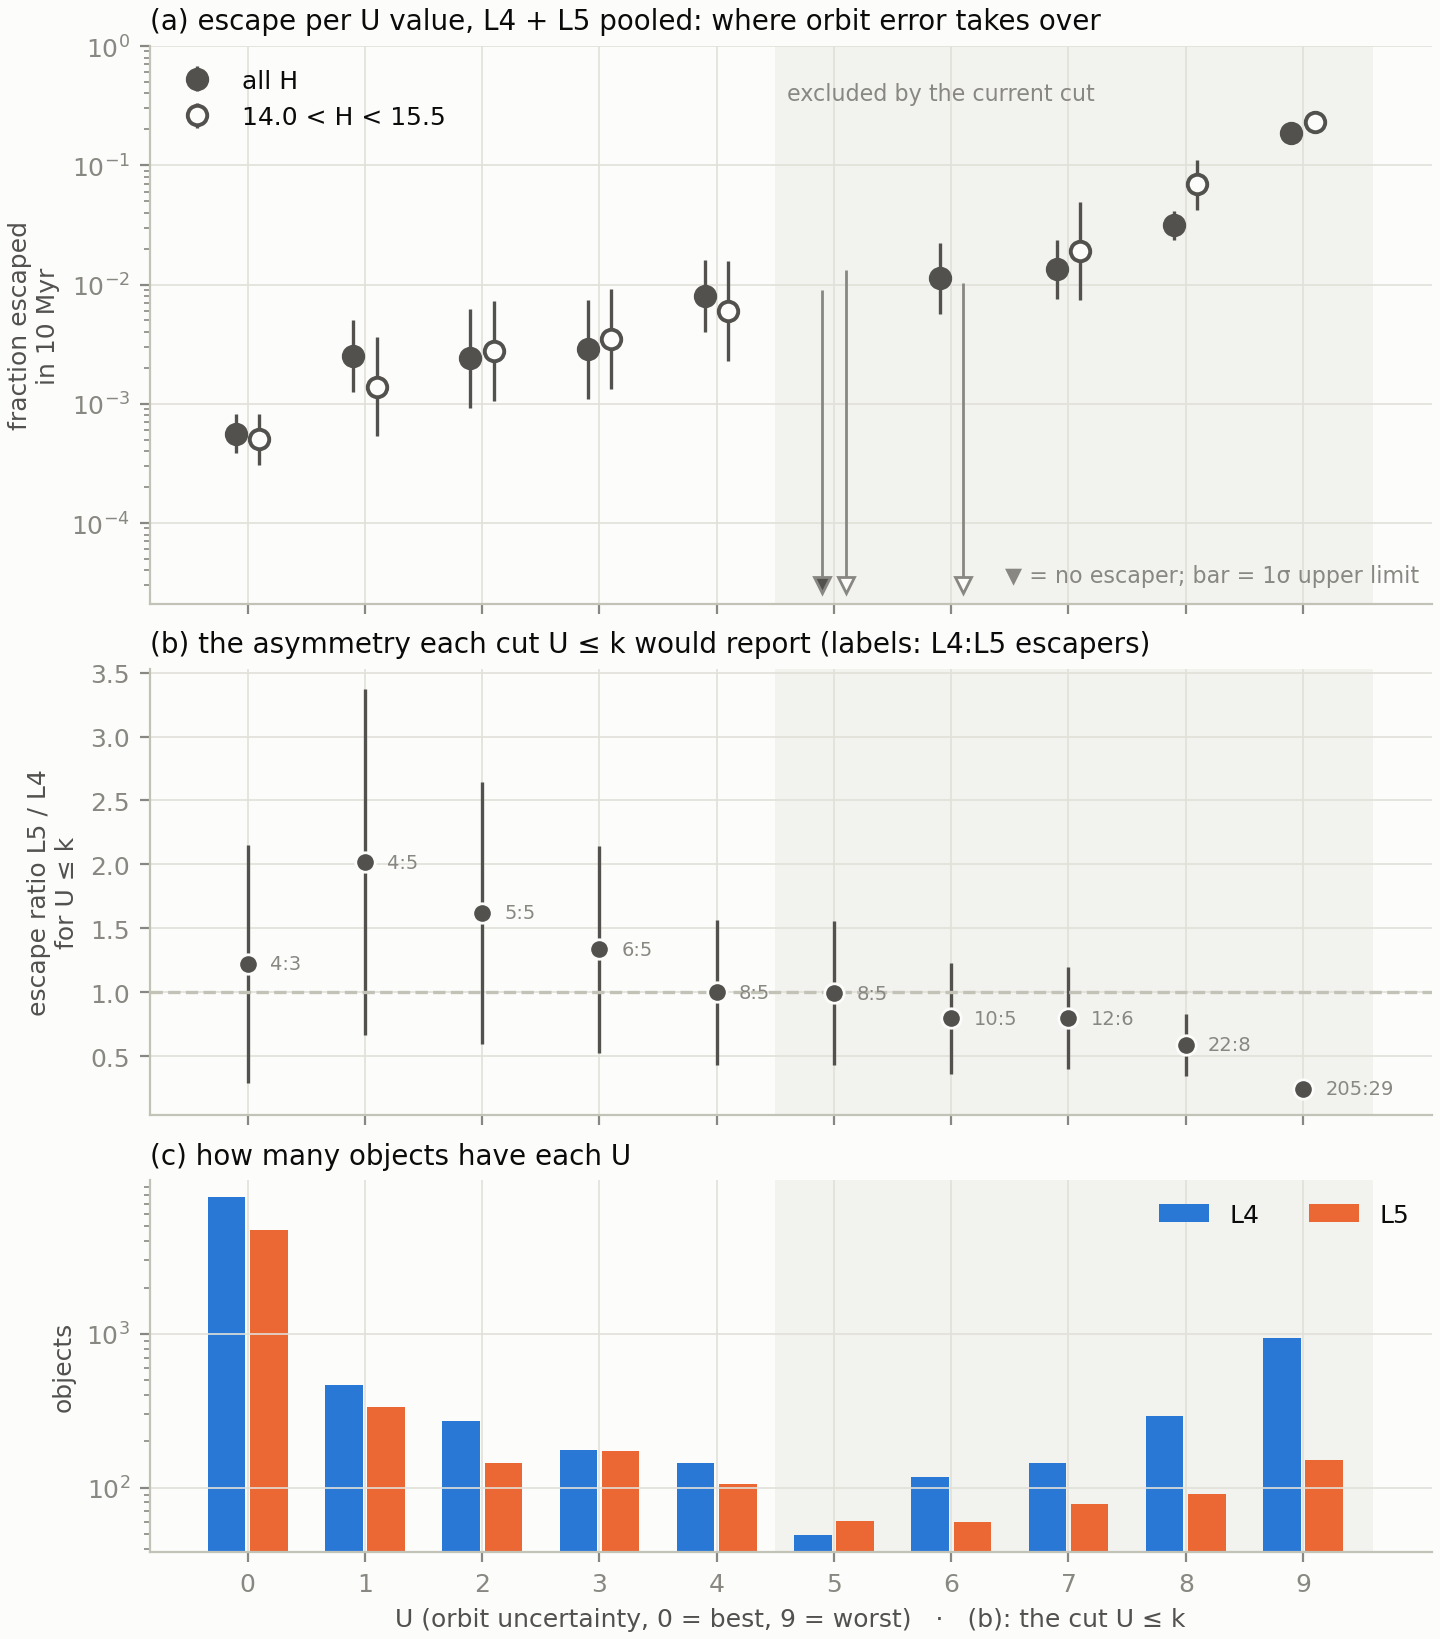 (a) escape per U value, L4 + L5 pooled: where orbit error takes over
10⁰
10⁻¹
10⁻²
10⁻³
10⁻⁴
fraction escaped
in 10 Myr
all H
14.0 < H < 15.5
excluded by the current cut
▼ = no escaper; bar = 1σ upper limit
(b) the asymmetry each cut U ≤ k would report (labels: L4:L5 escapers)
3.5
3.0
2.5
2.0
1.5
1.0
0.5
escape ratio L5 / L4
for U ≤ k
4:3
4:5
5:5
6:5
8:5
8:5
10:5
12:6
22:8
205:29
(c) how many objects have each U
10³
10²
objects
L4
L5
0 1 2 3 4 5 6 7 8 9
U (orbit uncertainty, 0 = best, 9 = worst) · (b): the cut U ≤ k